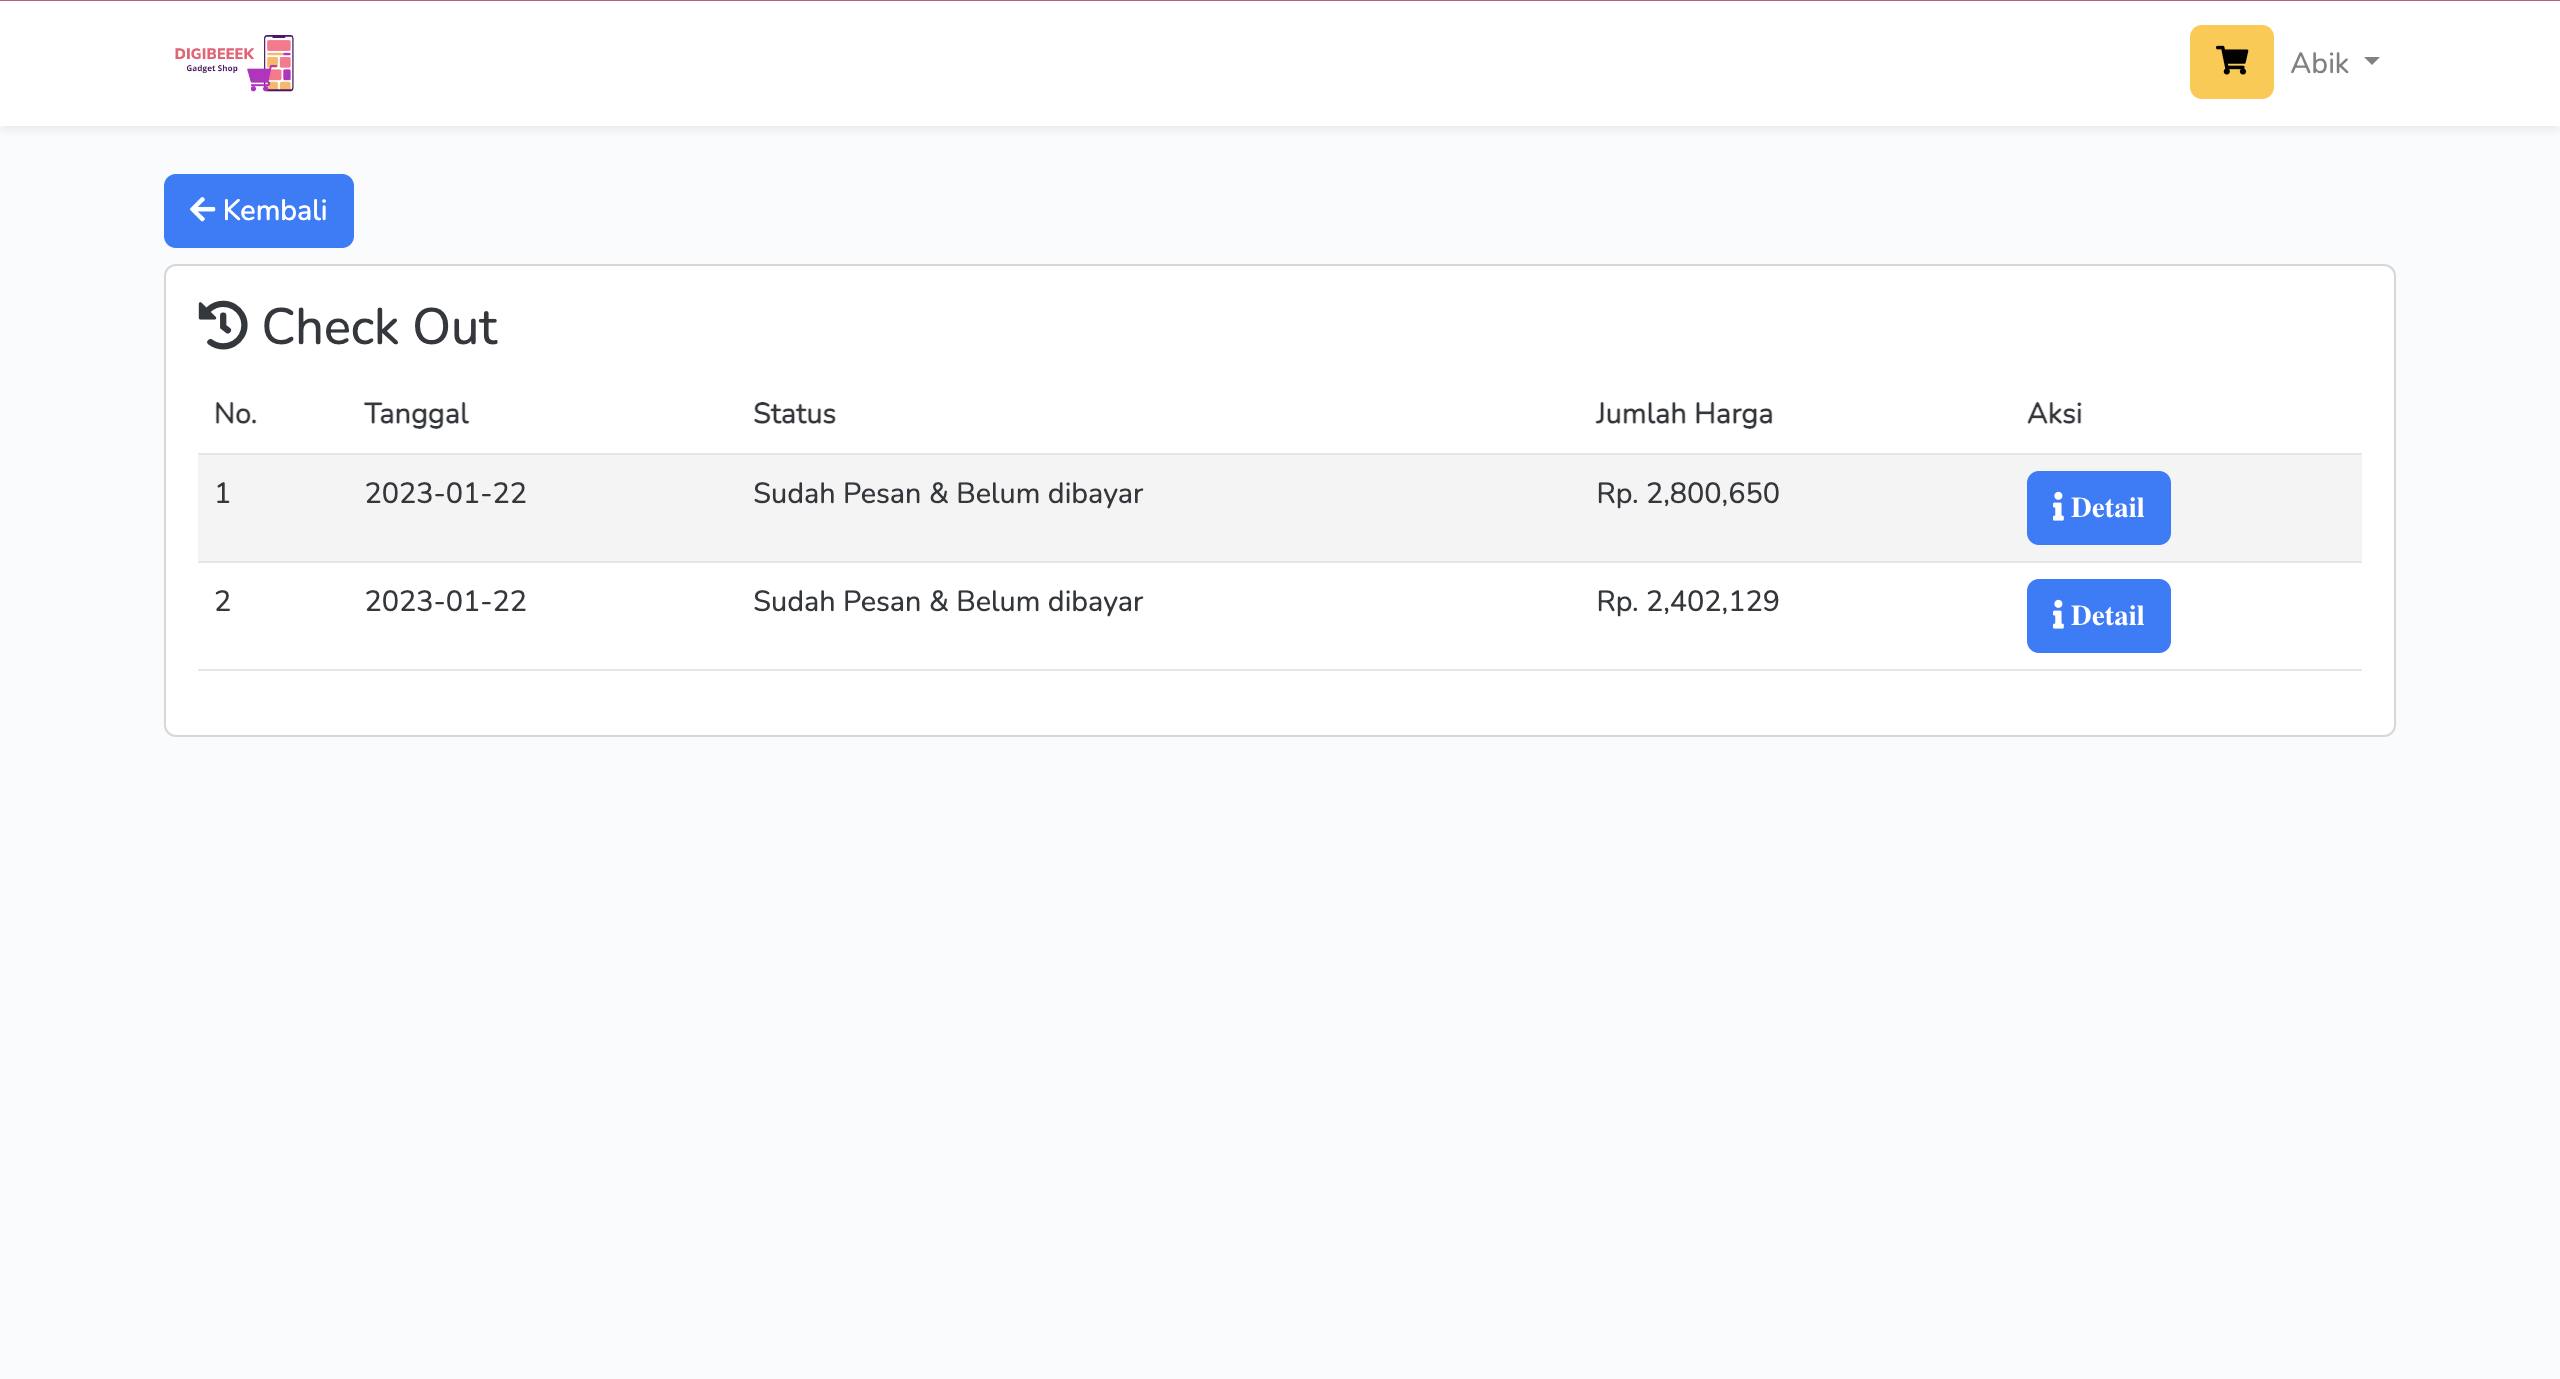 DIGIBEEEK
Gadget Shop
Abik
Kembali
Check Out
No. Tanggal Status Jumlah Harga Aksi
1 2023-01-22 Sudah Pesan & Belum dibayar Rp. 2,800,650 Detail
2 2023-01-22 Sudah Pesan & Belum dibayar Rp. 2,402,129 Detail